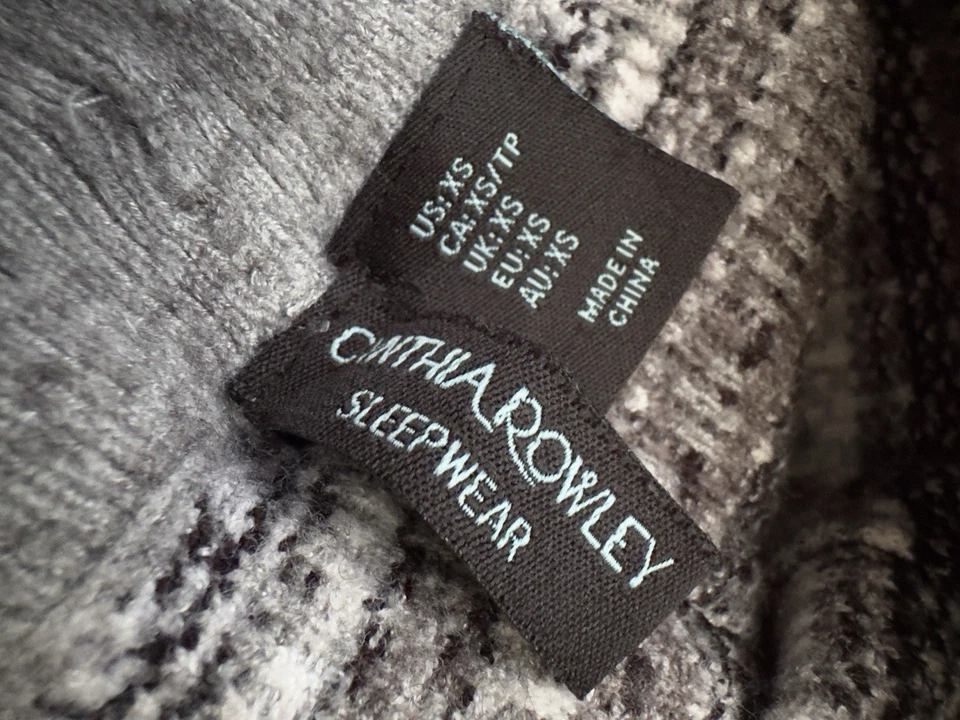 US: XS
CA: XS/TP
UK: XS
EU: XS
AU: XS
MADE IN
CHINA
CYNTHIA ROWLEY
SLEEPWEAR